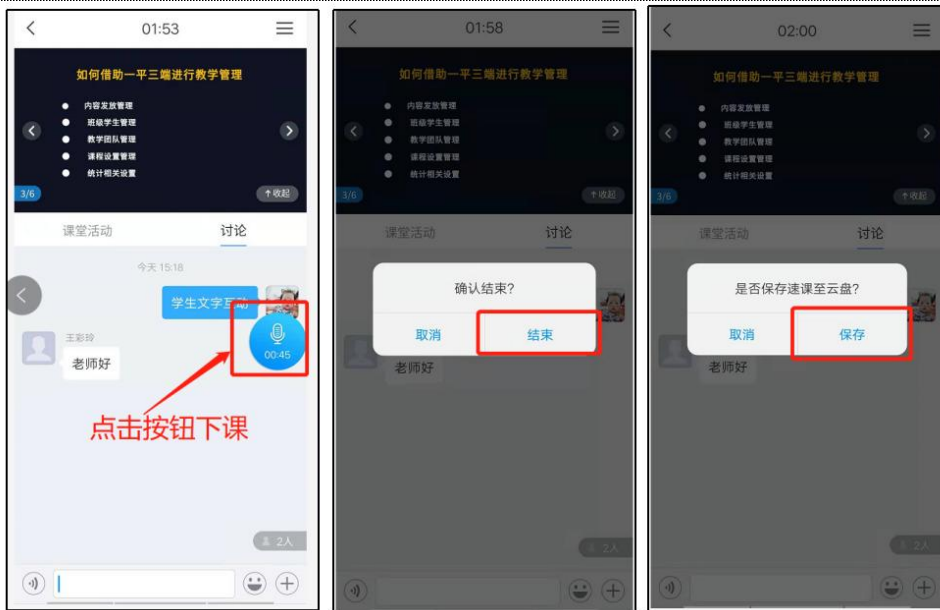 01:53
如何借助一平三端进行教学管理
内容发放管理
班级学生管理
教学团队管理
课程设置管理
统计相关设置
3/6
↑收起
课堂活动
讨论
今天 15:18
学生文字互动
00:45
王彩玲
老师好
点击按钮下课
2人
01:58
如何借助一平三端进行教学管理
内容发放管理
班级学生管理
教学团队管理
课程设置管理
统计相关设置
3/6
↑收起
课堂活动
讨论
确认结束?
取消
结束
老师好
2人
02:00
如何借助一平三端进行教学管理
内容发放管理
班级学生管理
教学团队管理
课程设置管理
统计相关设置
3/6
↑收起
课堂活动
讨论
是否保存速课至云盘?
取消
保存
老师好
2人